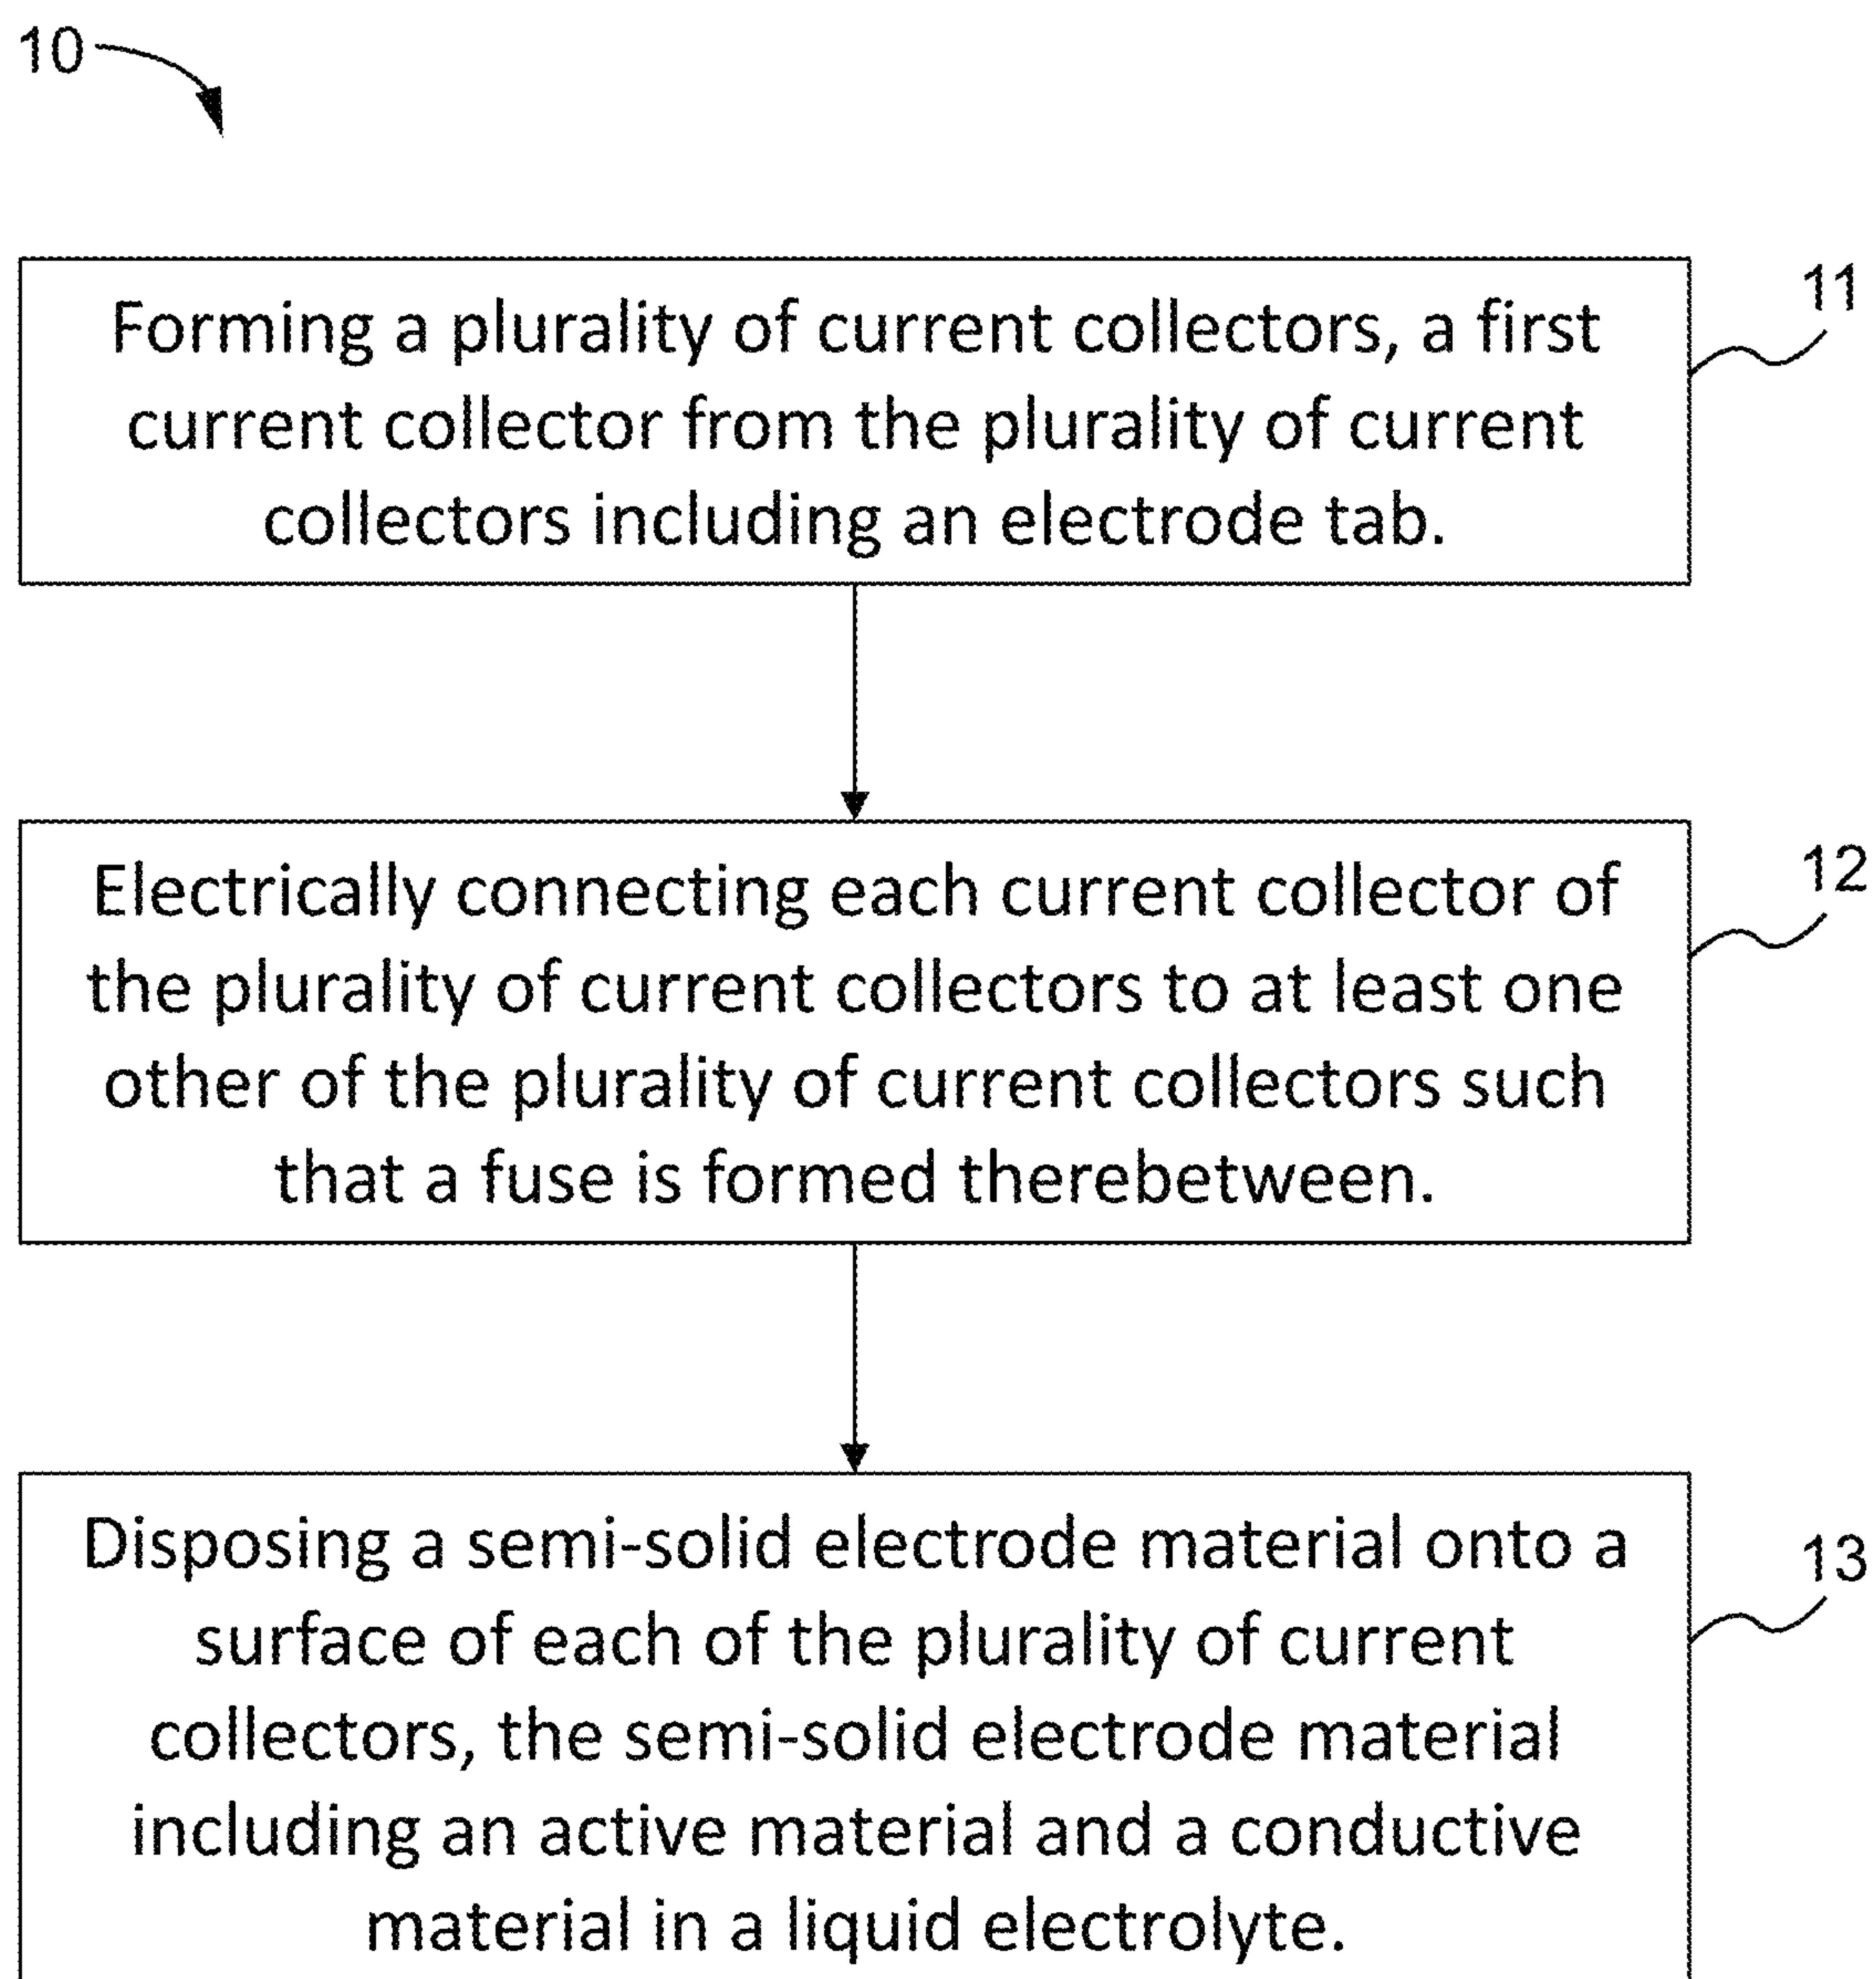 10
Forming a plurality of current collectors, a first
current collector from the plurality of current
collectors including an electrode tab.
11
Electrically connecting each current collector of
the plurality of current collectors to at least one
other of the plurality of current collectors such
that a fuse is formed therebetween.
12
Disposing a semi-solid electrode material onto a
surface of each of the plurality of current
collectors, the semi-solid electrode material
including an active material and a conductive
material in a liquid electrolyte.
13